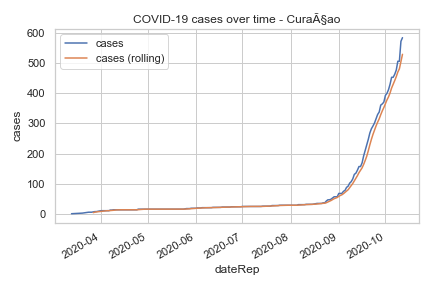 COVID-19 cases over time - CuraÃ§ao
cases
cases (rolling)
600
500
400
300
200
100
0
cases
2020-04
2020-05
2020-06
2020-07
2020-08
2020-09
2020-10
dateRep